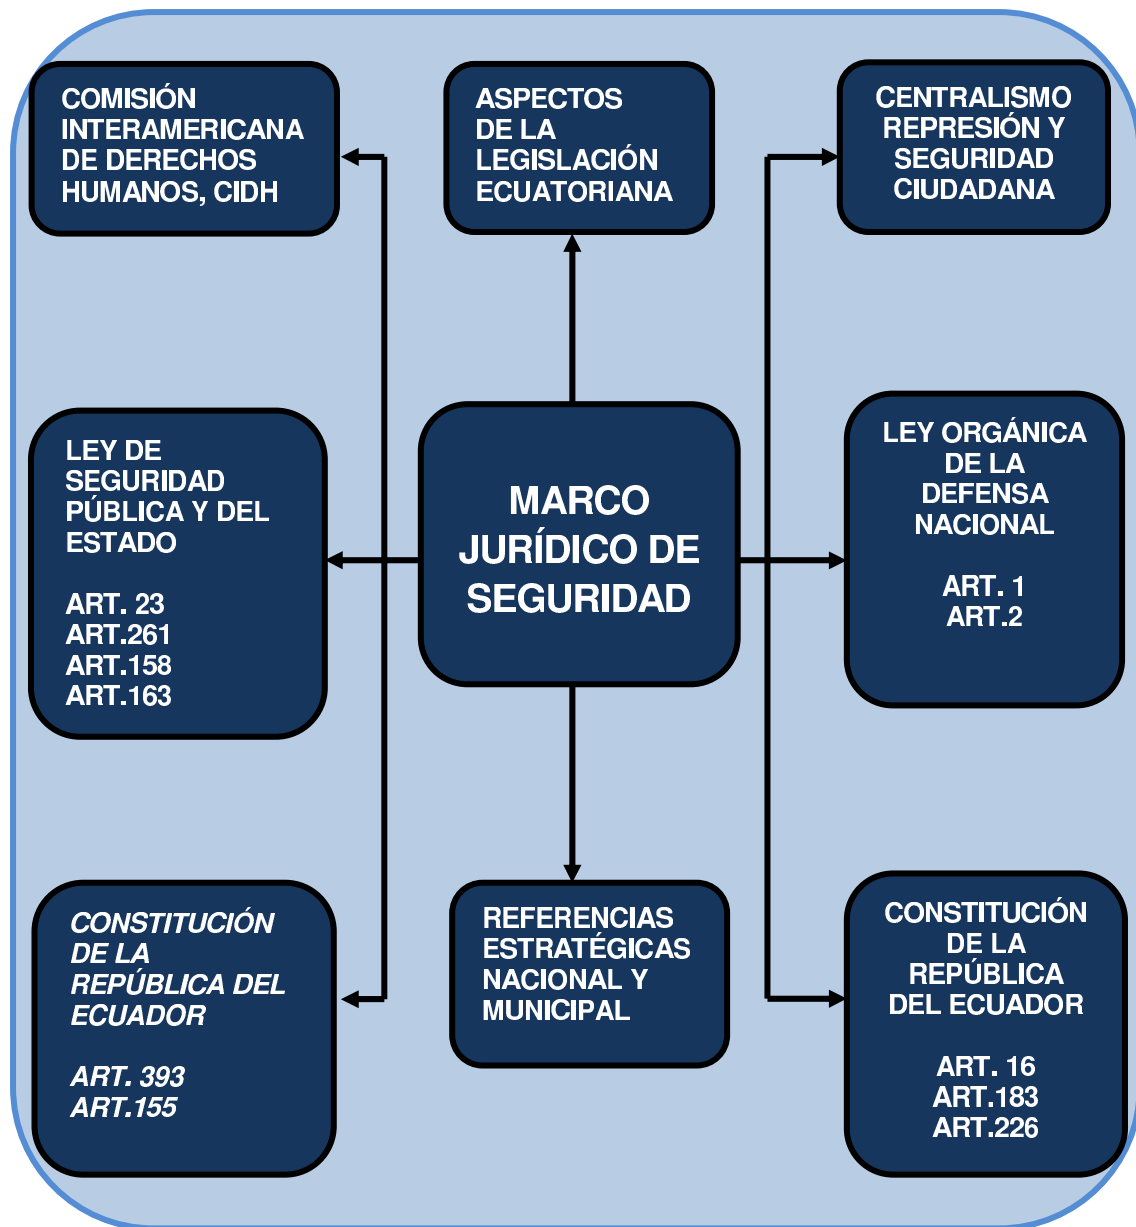 COMISIÓN
INTERAMERICANA
DE DERECHOS
HUMANOS, CIDH
ASPECTOS
DE LA
LEGISLACIÓN
ECUATORIANA
CENTRALISMO
REPRESIÓN Y
SEGURIDAD
CIUDADANA
LEY DE
SEGURIDAD
PÚBLICA Y DEL
ESTADO
ART. 23
ART.261
ART.158
ART.163
MARCO
JURÍDICO DE
SEGURIDAD
LEY ORGÁNICA
DE LA
DEFENSA
NACIONAL
ART. 1
ART.2
CONSTITUCIÓN
DE LA
REPÚBLICA DEL
ECUADOR
ART. 393
ART.155
REFERENCIAS
ESTRATÉGICAS
NACIONAL Y
MUNICIPAL
CONSTITUCIÓN
DE LA
REPÚBLICA
DEL ECUADOR
ART. 16
ART.183
ART.226